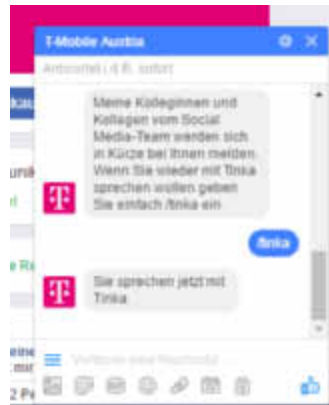 T-Mobile Austria
Antwortet i.d.R. sofort
Meine Kolleginnen und
Kollegen vom Social
Media-Team werden sich
in Kürze bei Ihnen melden.
Wenn Sie wieder mit Tinka
sprechen wollen geben
Sie einfach /tinka ein
/tinka
Sie sprechen jetzt mit
Tinka